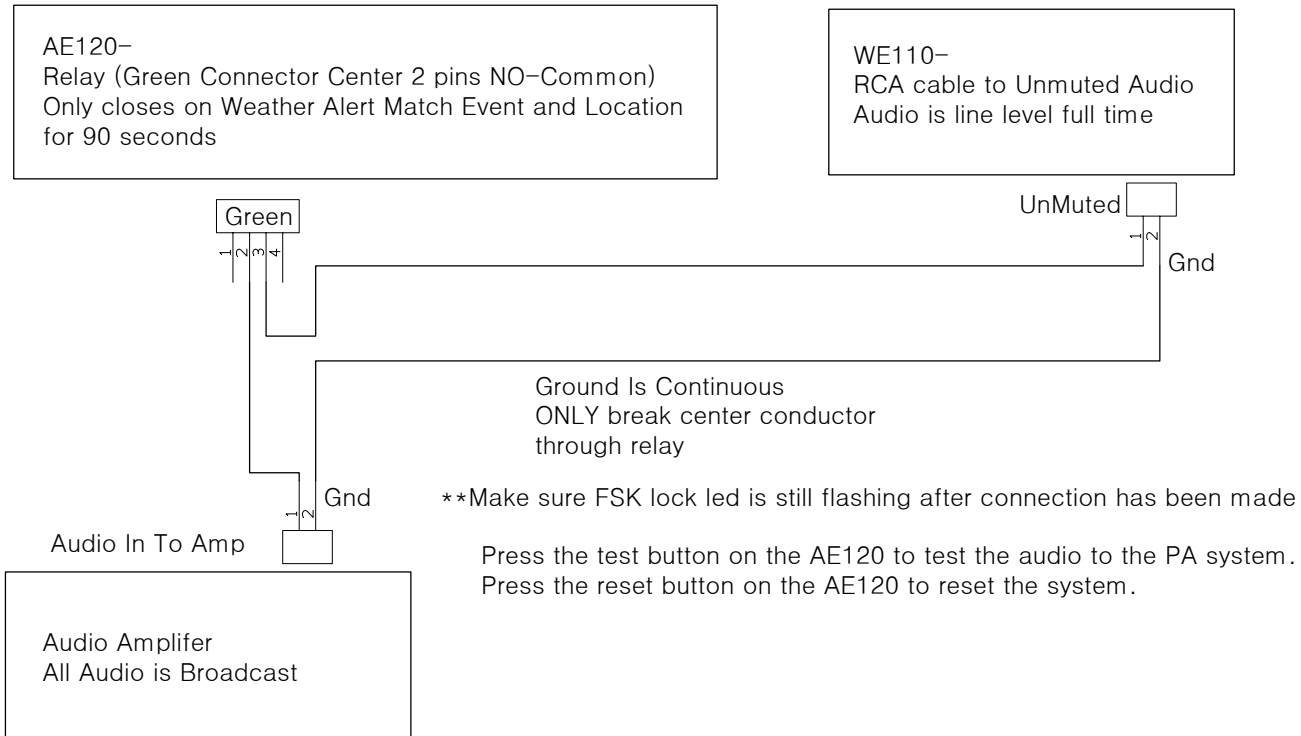 AE120-
Relay (Green Connector Center 2 pins NO-Common)
Only closes on Weather Alert Match Event and Location
for 90 seconds
WE110-
RCA cable to Unmuted Audio
Audio is line level full time
Green
1 2 3 4
UnMuted
1 2
Gnd
Ground Is Continuous
ONLY break center conductor
through relay
Gnd
1 2
**Make sure FSK lock led is still flashing after connection has been made
Audio In To Amp
Press the test button on the AE120 to test the audio to the PA system.
Press the reset button on the AE120 to reset the system.
Audio Amplifer
All Audio is Broadcast